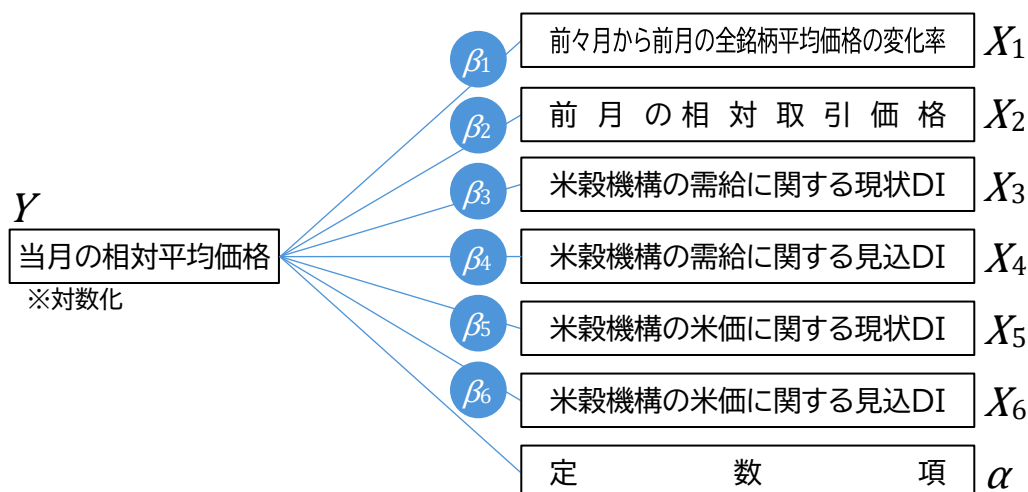 β1
前々月から前月の全銘柄平均価格の変化率
X1
β2
前月の相対取引価格
X2
β3
米穀機構の需給に関する現状DI
X3
Y
当月の相対平均価格
※対数化
β4
米穀機構の需給に関する見込DI
X4
β5
米穀機構の米価に関する現状DI
X5
β6
米穀機構の米価に関する見込DI
X6
定数項
α